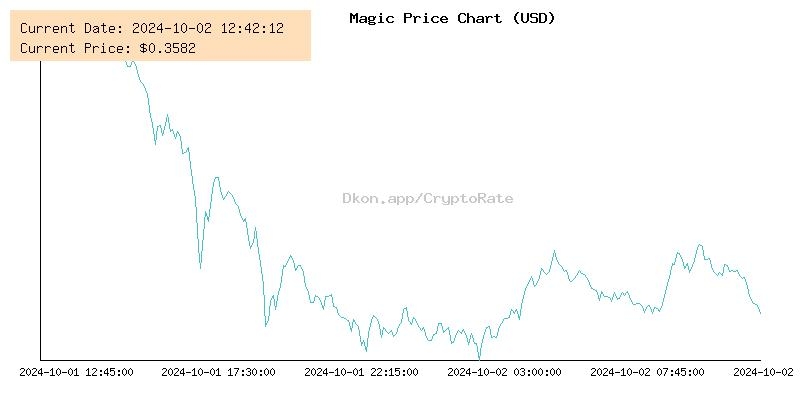 Magic Price Chart (USD)
Current Date: 2024-10-02 12:42:12
Current Price: $0.3582
Dkon.app/CryptoRate
2024-10-01 12:45:00 2024-10-01 17:30:00 2024-10-01 22:15:00 2024-10-02 03:00:00 2024-10-02 07:45:00 2024-10-02